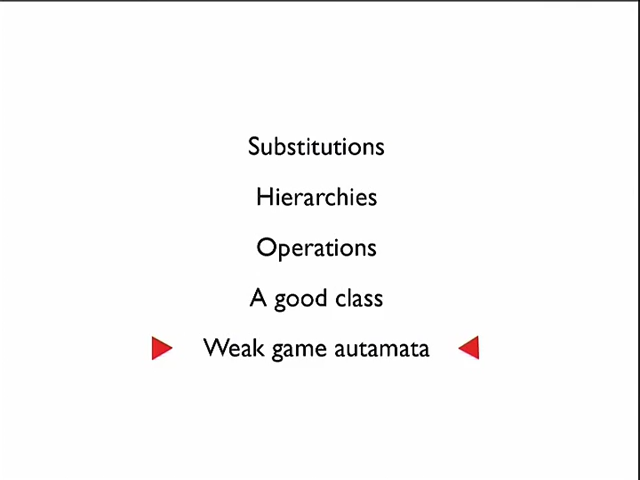 Substitutions
Hierarchies
Operations
A good class
Weak game autamata